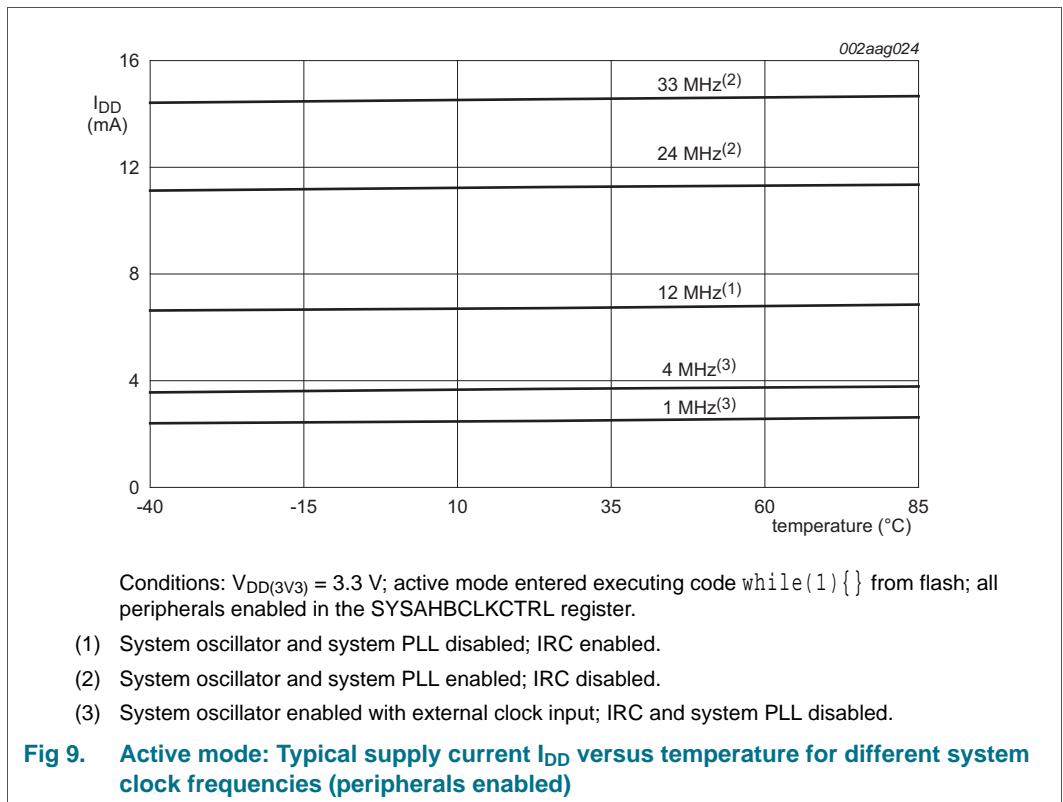 002aag024
16
I_DD
(mA)
33 MHz(2)
24 MHz(2)
12
8
12 MHz(1)
4 MHz(3)
4
1 MHz(3)
0
-40 -15 10 35 60 85
temperature (°C)
Conditions: V_DD(3V3) = 3.3 V; active mode entered executing code while(1){} from flash; all
peripherals enabled in the SYSAHBCLKCTRL register.
(1) System oscillator and system PLL disabled; IRC enabled.
(2) System oscillator and system PLL enabled; IRC disabled.
(3) System oscillator enabled with external clock input; IRC and system PLL disabled.
Fig 9. Active mode: Typical supply current I_DD versus temperature for different system
clock frequencies (peripherals enabled)